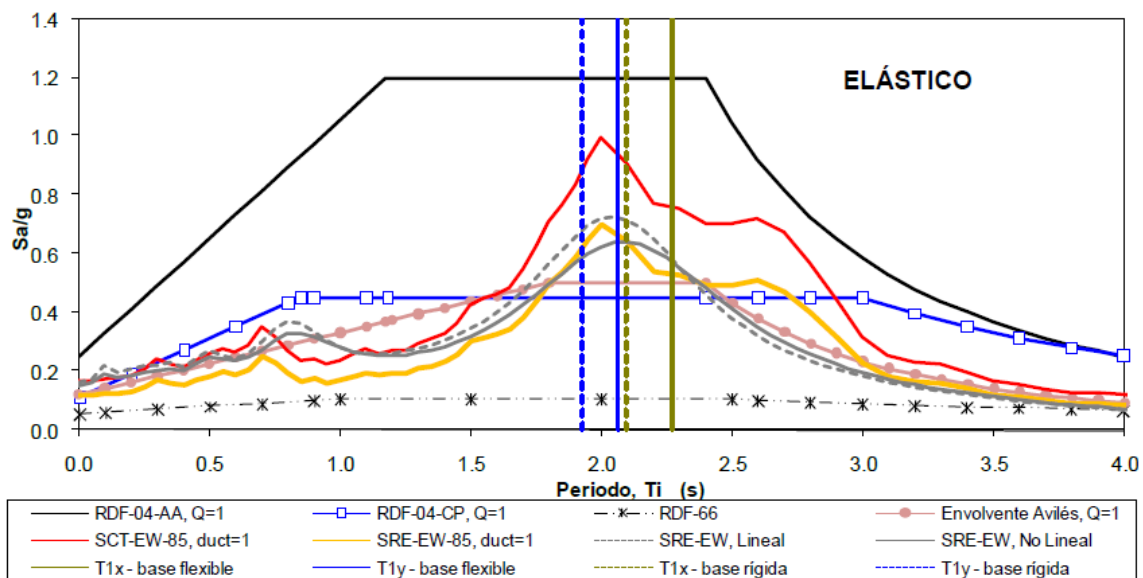 1.4
1.2
1.0
0.8
0.6
0.4
0.2
0.0
Sa/g
ELÁSTICO
0.0 0.5 1.0 1.5 2.0 2.5 3.0 3.5 4.0
Periodo, Ti (s)
RDF-04-AA, Q=1 RDF-04-CP, Q=1 RDF-66 Envolvente Avilés, Q=1
SCT-EW-85, duct=1 SRE-EW-85, duct=1 SRE-EW, Lineal SRE-EW, No Lineal
T1x - base flexible T1y - base flexible T1x - base rígida T1y - base rígida